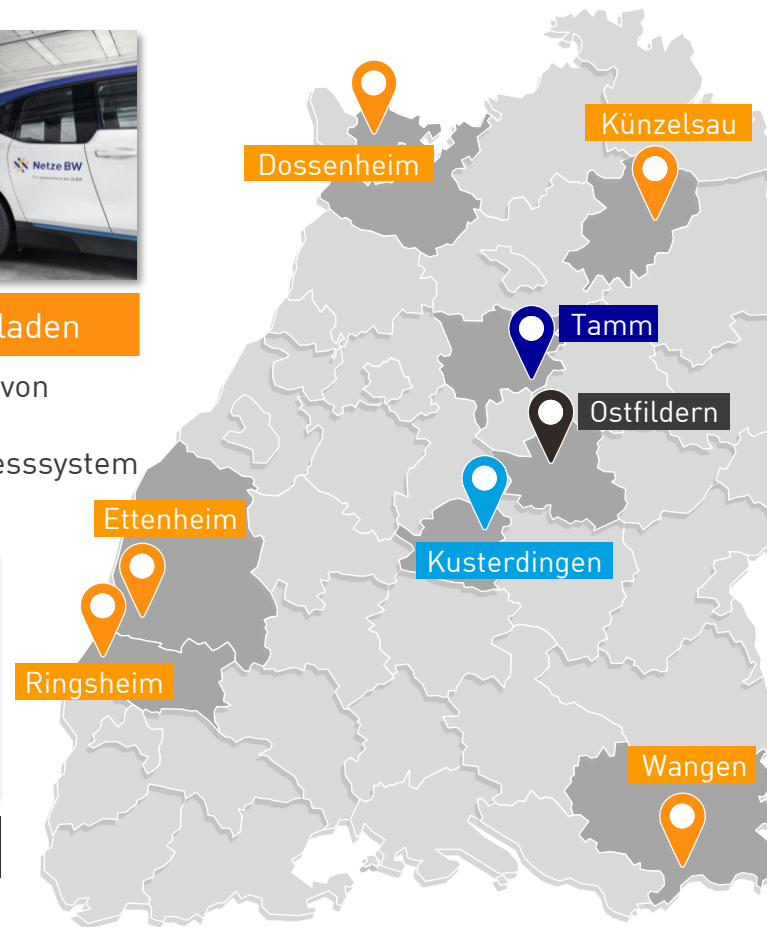 Netze BW
laden
von
esssystem
Dossenheim
Künzelsau
Tamm
Ostfildern
Kusterdingen
Ettenheim
Ringsheim
Wangen